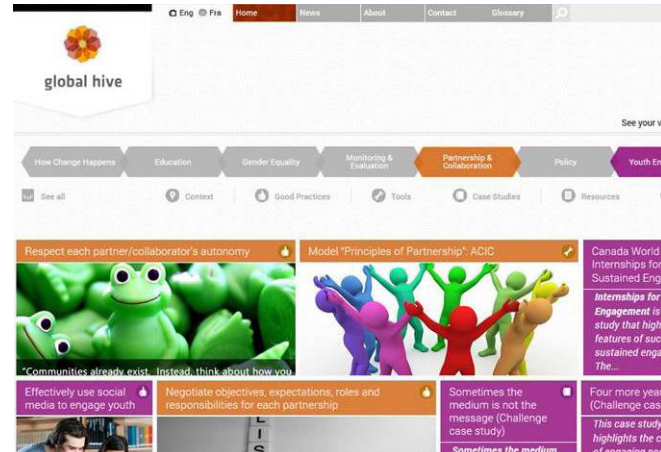 Eng Fra Home News About Contact Glossary
global hive
See your v
How Change Happens Education Gender Equality Monitoring & Evaluation Partnership & Collaboration Policy Youth En
See all Context Good Practices Tools Case Studies Resources
Respect each partner/collaborator's autonomy
"Communities already exist. Instead, think about how you
Model "Principles of Partnership": ACIC
Canada World
Internships for
Sustained Eng
Internships for
Engagement is
study that high
features of suc
sustained enga
The...
Effectively use social
media to engage youth
Negotiate objectives, expectations, roles and
responsibilities for each partnership
L
I
S
Sometimes the
medium is not the
message (Challenge
case study)
Sometimes the medium
Four more year
(Challenge cas
This case study
highlights the c